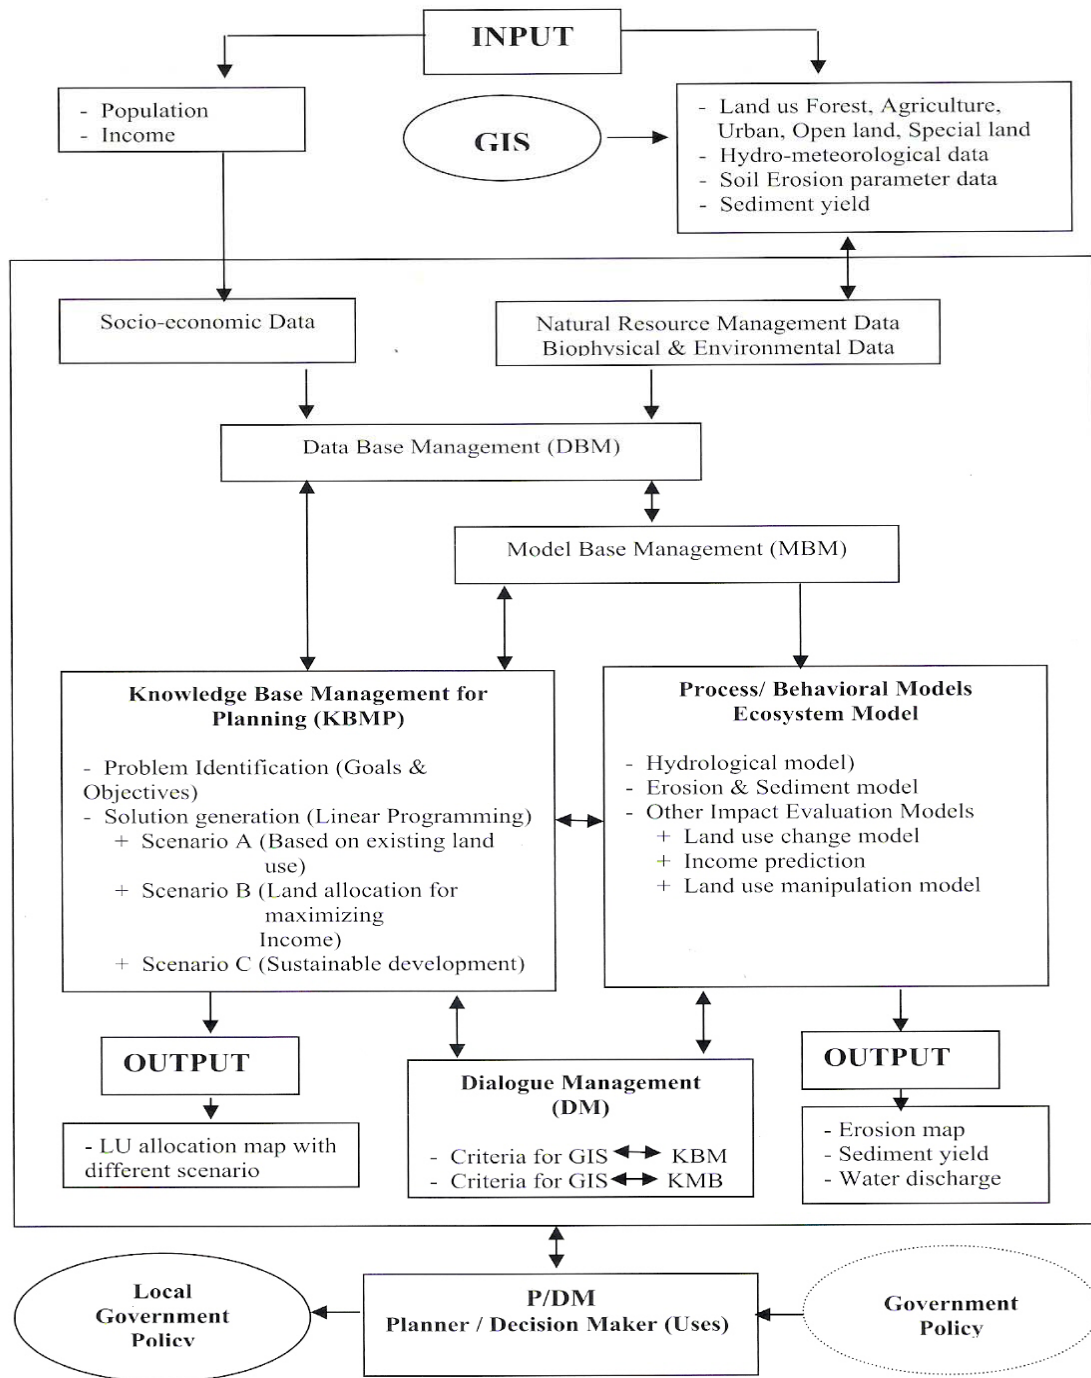 INPUT
- Population
- Income
GIS
- Land us Forest, Agriculture,
Urban, Open land, Special land
- Hydro-meteorological data
- Soil Erosion parameter data
- Sediment yield
Socio-economic Data
Natural Resource Management Data
Biophysical & Environmental Data
Data Base Management (DBM)
Model Base Management (MBM)
Knowledge Base Management for
Planning (KBMP)
- Problem Identification (Goals &
Objectives)
- Solution generation (Linear Programming)
+ Scenario A (Based on existing land
use)
+ Scenario B (Land allocation for
maximizing
Income)
+ Scenario C (Sustainable development)
Process/ Behavioral Models
Ecosystem Model
- Hydrological model)
- Erosion & Sediment model
- Other Impact Evaluation Models
+ Land use change model
+ Income prediction
+ Land use manipulation model
OUTPUT
- LU allocation map with
different scenario
Dialogue Management
(DM)
- Criteria for GIS KBM
- Criteria for GIS KMB
OUTPUT
- Erosion map
- Sediment yield
- Water discharge
Local
Government
Policy
P/DM
Planner / Decision Maker (Uses)
Government
Policy